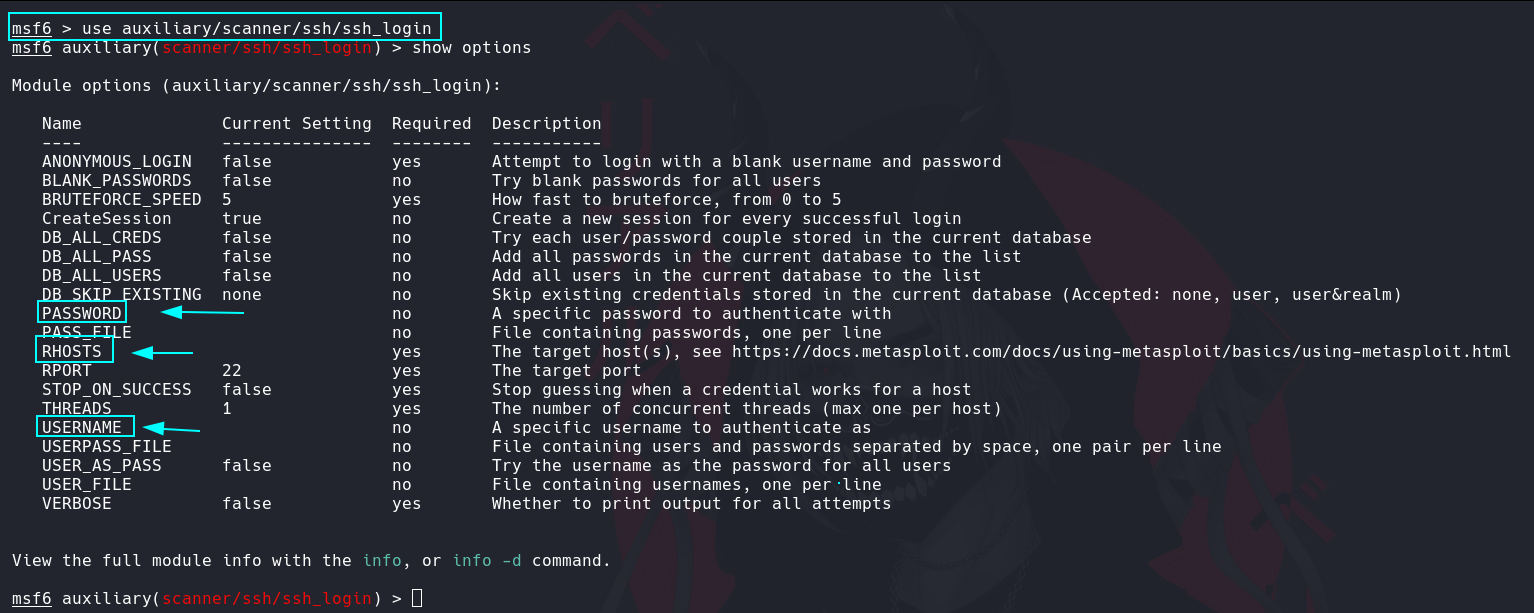 msf6 > use auxiliary/scanner/ssh/ssh_login
msf6 auxiliary(scanner/ssh/ssh_login) > show options
Module options (auxiliary/scanner/ssh/ssh_login):
Name Current Setting Required Description
---- --------------- -------- -----------
ANONYMOUS_LOGIN false yes Attempt to login with a blank username and password
BLANK_PASSWORDS false no Try blank passwords for all users
BRUTEFORCE_SPEED 5 yes How fast to bruteforce, from 0 to 5
CreateSession true no Create a new session for every successful login
DB_ALL_CREDS false no Try each user/password couple stored in the current database
DB_ALL_PASS false no Add all passwords in the current database to the list
DB_ALL_USERS false no Add all users in the current database to the list
DB_SKIP_EXISTING none no Skip existing credentials stored in the current database (Accepted: none, user, user&realm)
PASSWORD no A specific password to authenticate with
PASS_FILE no File containing passwords, one per line
RHOSTS yes The target host(s), see https://docs.metasploit.com/docs/using-metasploit/basics/using-metasploit.html
RPORT 22 yes The target port
STOP_ON_SUCCESS false yes Stop guessing when a credential works for a host
THREADS 1 yes The number of concurrent threads (max one per host)
USERNAME no A specific username to authenticate as
USERPASS_FILE no File containing users and passwords separated by space, one pair per line
USER_AS_PASS false no Try the username as the password for all users
USER_FILE no File containing usernames, one per line
VERBOSE false yes Whether to print output for all attempts
View the full module info with the info, or info -d command.
msf6 auxiliary(scanner/ssh/ssh_login) >